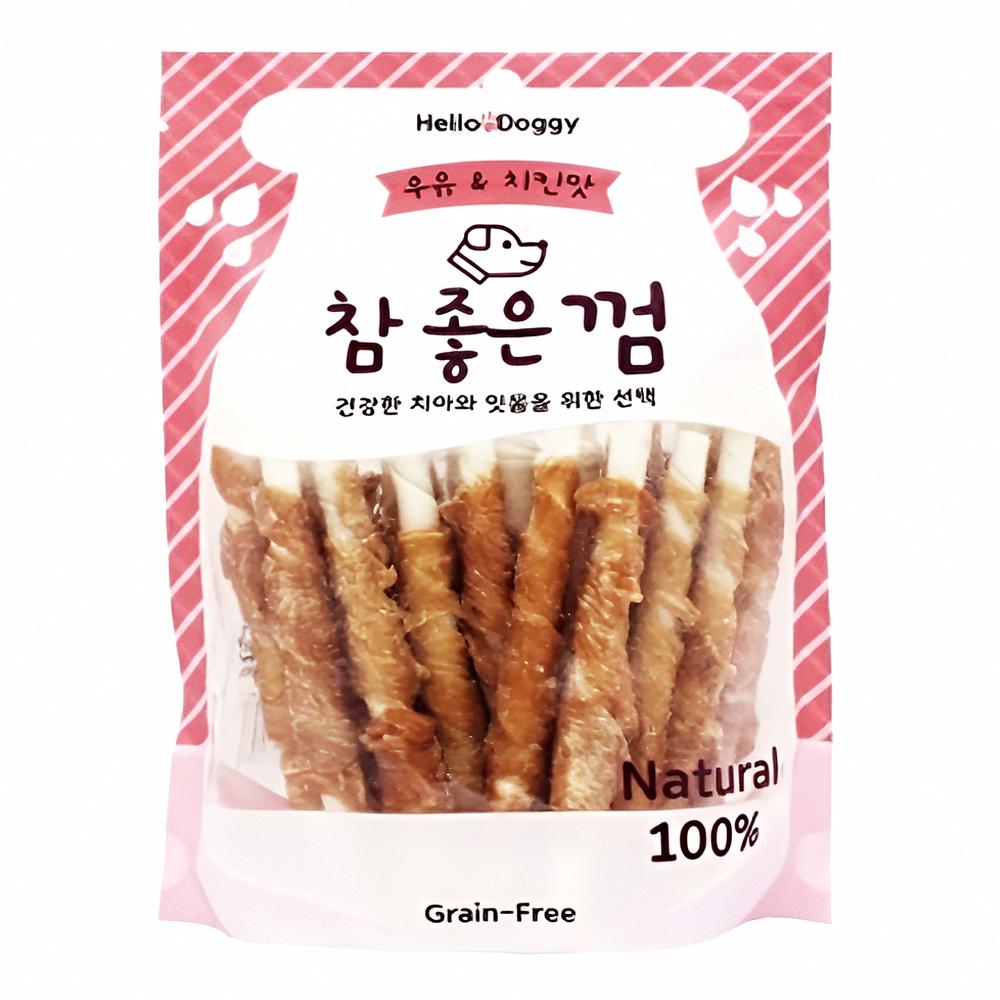 Hello Doggy
우유 & 치킨맛
참 좋은 껌
건강한 치아와 잇몸을 위한 선택
Natural
100%
Grain-Free